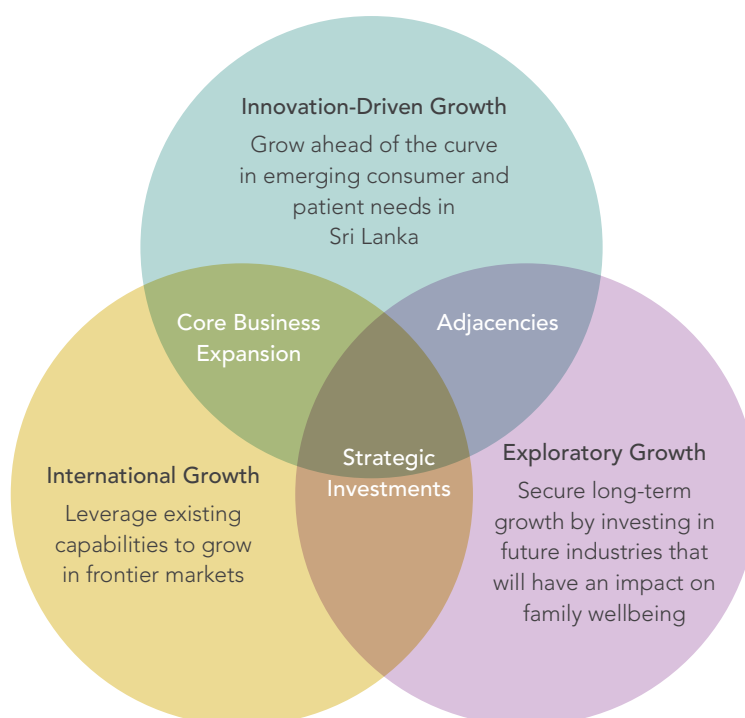 Innovation-Driven Growth
Grow ahead of the curve
in emerging consumer and
patient needs in
Sri Lanka
Core Business
Expansion
Adjacencies
Strategic
Investments
International Growth
Leverage existing
capabilities to grow
in frontier markets
Exploratory Growth
Secure long-term
growth by investing in
future industries that
will have an impact on
family wellbeing